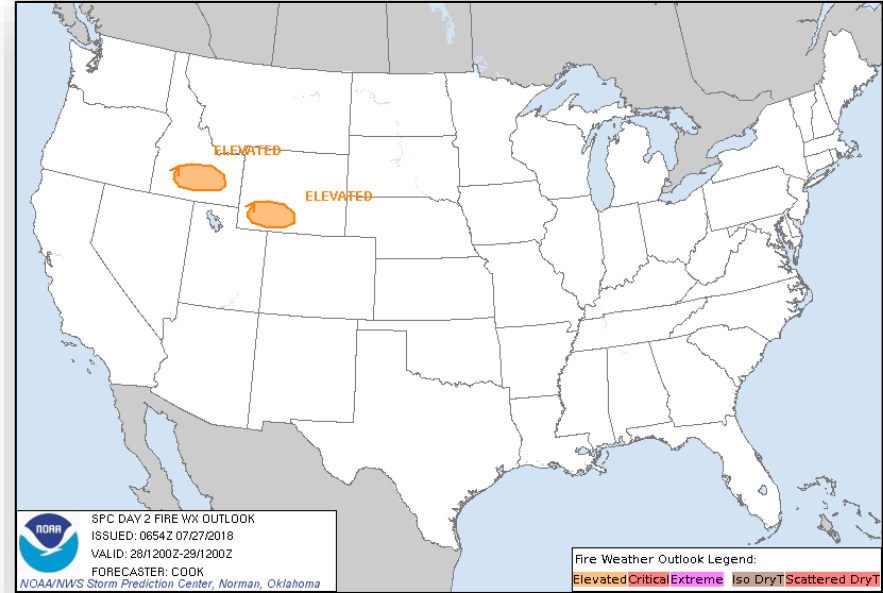 ELEVATED
ELEVATED
NOAA
SPC DAY 2 FIRE WX OUTLOOK
ISSUED: 0654Z 07/27/2018
VALID: 28/1200Z-29/1200Z
FORECASTER: COOK
NOAA/NWS Storm Prediction Center, Norman, Oklahoma
Fire Weather Outlook Legend:
Elevated Critical Extreme Iso DryT Scattered DryT